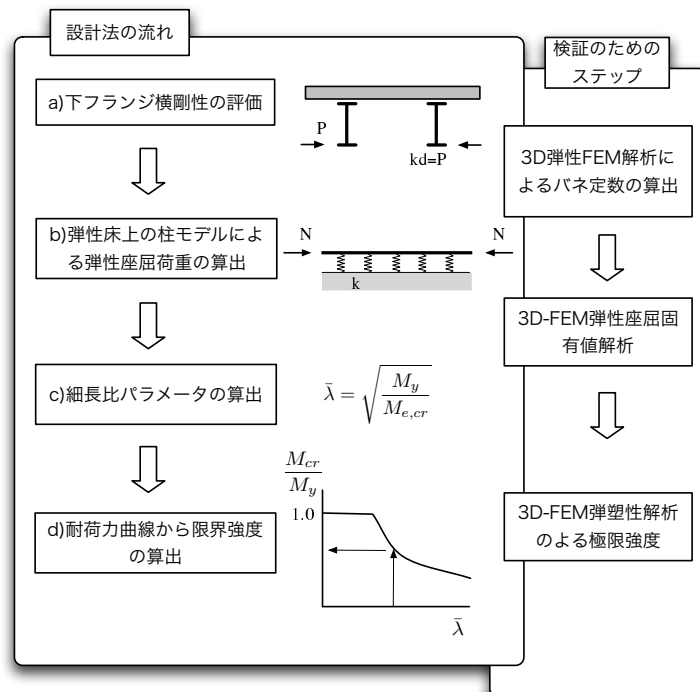 設計法の流れ
a)下フランジ横剛性の評価
P
kd=P
b)弾性床上の柱モデルによ
る弾性座屈荷重の算出
N
N
k
c)細長比パラメータの算出
λ̄ = √(M_y / M_{e,cr})
d)耐荷力曲線から限界強度
の算出
M_{cr}
M_y
1.0
λ̄
検証のための
ステップ
3D弾性FEM解析に
よるバネ定数の算出
3D-FEM弾性座屈固
有値解析
3D-FEM弾塑性解析
のよる極限強度